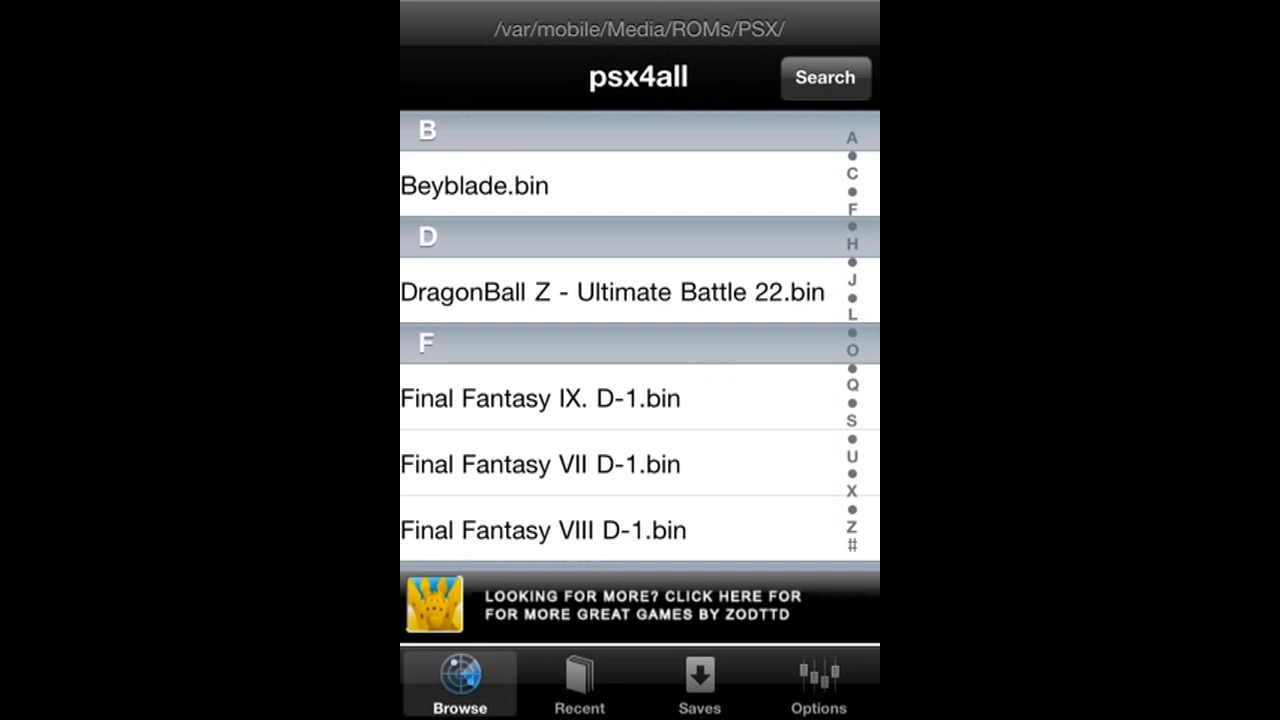 /var/mobile/Media/ROMs/PSX/
psx4all
Search
B
Beyblade.bin
D
DragonBall Z - Ultimate Battle 22.bin
F
Final Fantasy IX. D-1.bin
Final Fantasy VII D-1.bin
Final Fantasy VIII D-1.bin
A
C
F
H
J
L
O
Q
S
U
X
Z
#
LOOKING FOR MORE? CLICK HERE FOR
FOR MORE GREAT GAMES BY ZODTTD
Browse
Recent
Saves
Options